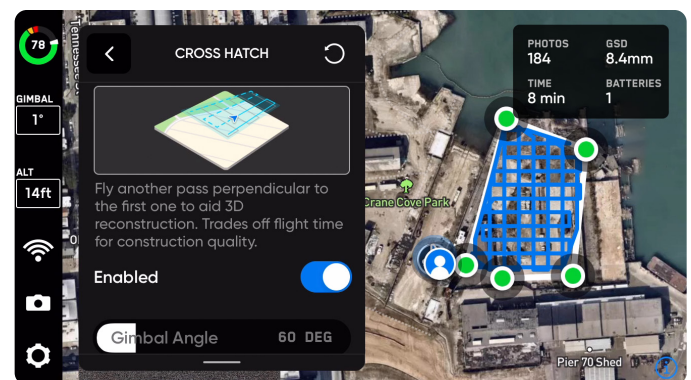 78
GIMBAL
1°
ALT
14ft
Tennessee St
CROSS HATCH
Fly another pass perpendicular to
the first one to aid 3D
reconstruction. Trades off flight time
for construction quality.
Enabled
Gimbal Angle 60 DEG
PHOTOS GSD
184 8.4mm
TIME BATTERIES
8 min 1
Crane Cove Park
Pier 70 Shed